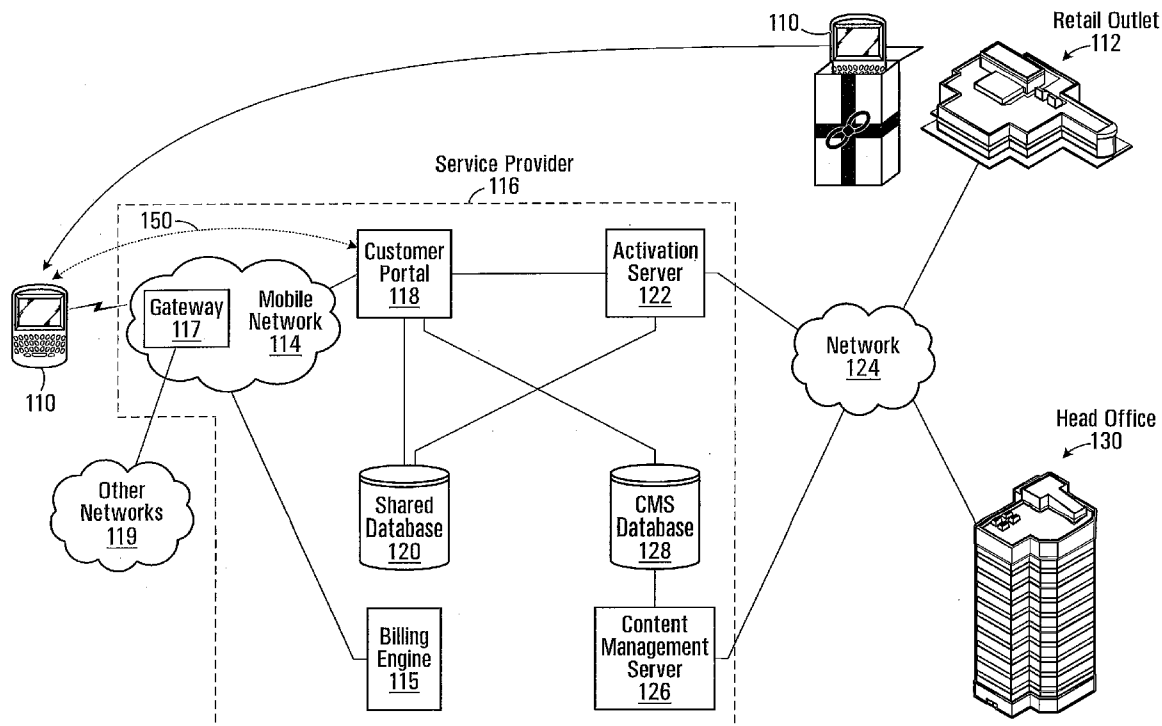 110
Retail Outlet
112
Service Provider
116
150
Customer
Portal
118
Activation
Server
122
Gateway
117
Mobile
Network
114
110
Network
124
Head Office
130
Other
Networks
119
Shared
Database
120
CMS
Database
128
Billing
Engine
115
Content
Management
Server
126